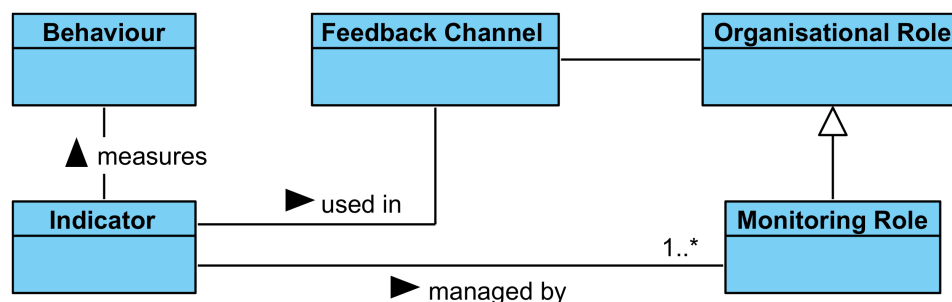 Behaviour
Feedback Channel
Organisational Role
measures
used in
Indicator
Monitoring Role
1..*
managed by